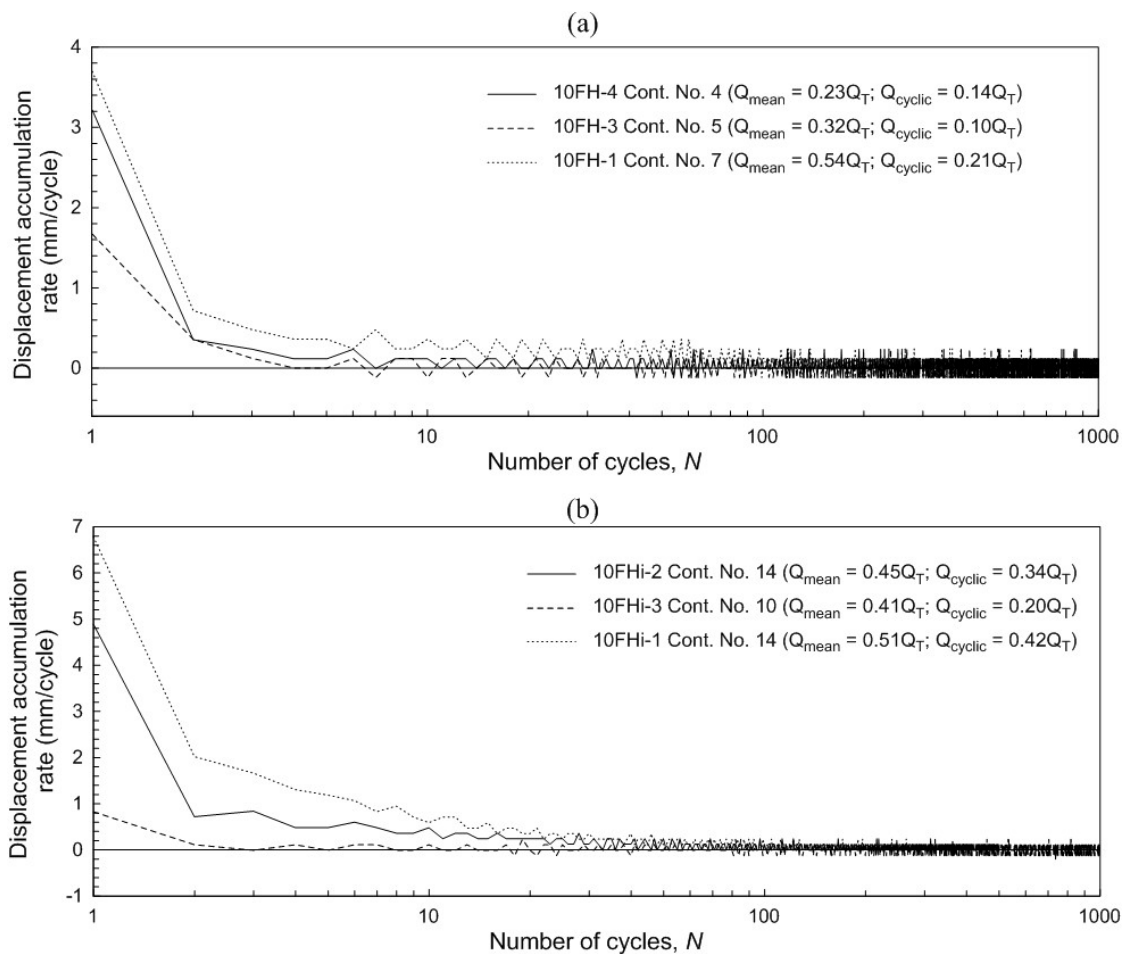 (a)
4
3
2
1
0
Displacement accumulation
rate (mm/cycle)
10FH-4 Cont. No. 4 (Qmean = 0.23QT; Qcyclic = 0.14QT)
10FH-3 Cont. No. 5 (Qmean = 0.32QT; Qcyclic = 0.10QT)
10FH-1 Cont. No. 7 (Qmean = 0.54QT; Qcyclic = 0.21QT)
1 10 100 1000
Number of cycles, N
(b)
7
6
5
4
3
2
1
0
-1
Displacement accumulation
rate (mm/cycle)
10FHi-2 Cont. No. 14 (Qmean = 0.45QT; Qcyclic = 0.34QT)
10FHi-3 Cont. No. 10 (Qmean = 0.41QT; Qcyclic = 0.20QT)
10FHi-1 Cont. No. 14 (Qmean = 0.51QT; Qcyclic = 0.42QT)
1 10 100 1000
Number of cycles, N